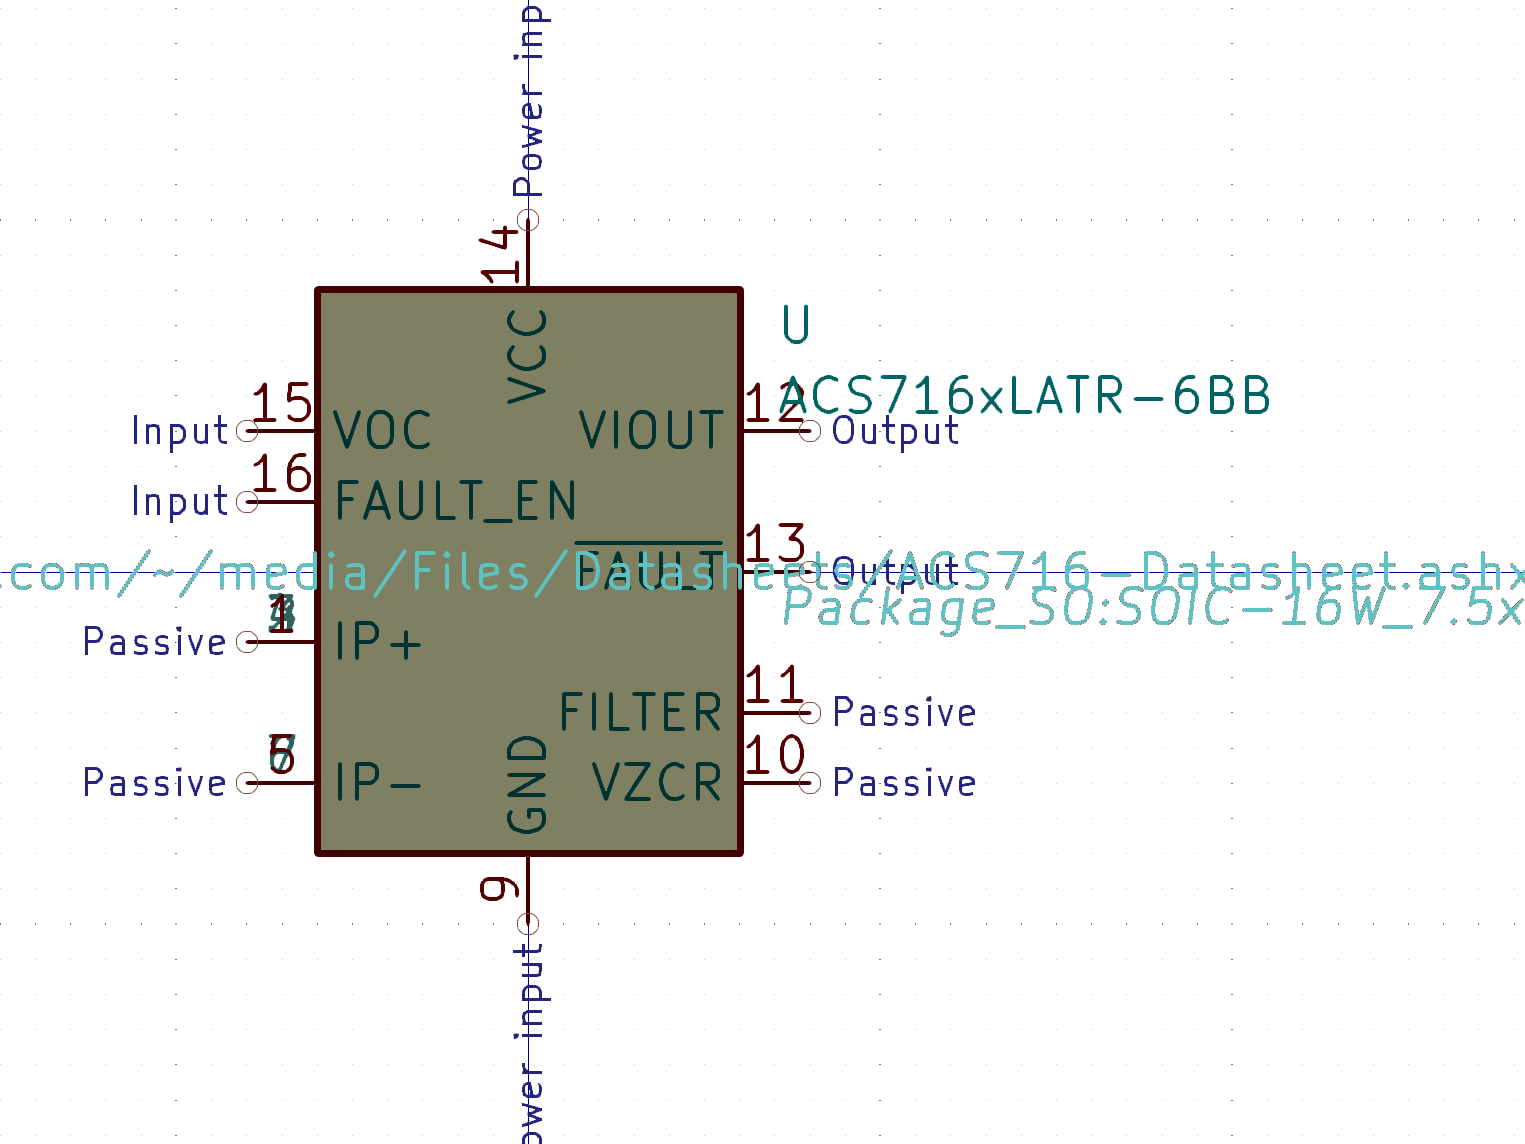 Power inp
14
VCC
U
ACS716xLATR-6BB
15
VOC
Input
12
VIOUT
Output
16
FAULT_EN
Input
13
FAULT
Output
.com/~/media/Files/Datasheets/ACS716-Datasheet.ashx
Package_SO:SOIC-16W_7.5x
1
IP+
Passive
11
FILTER
Passive
5
IP-
Passive
10
VZCR
Passive
GND
9
ower input